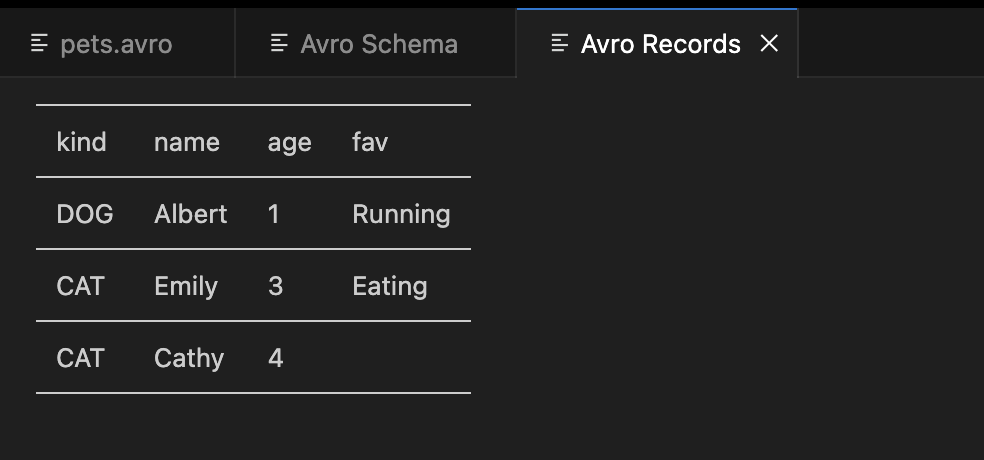 pets.avro Avro Schema Avro Records
kind name age fav
DOG Albert 1 Running
CAT Emily 3 Eating
CAT Cathy 4